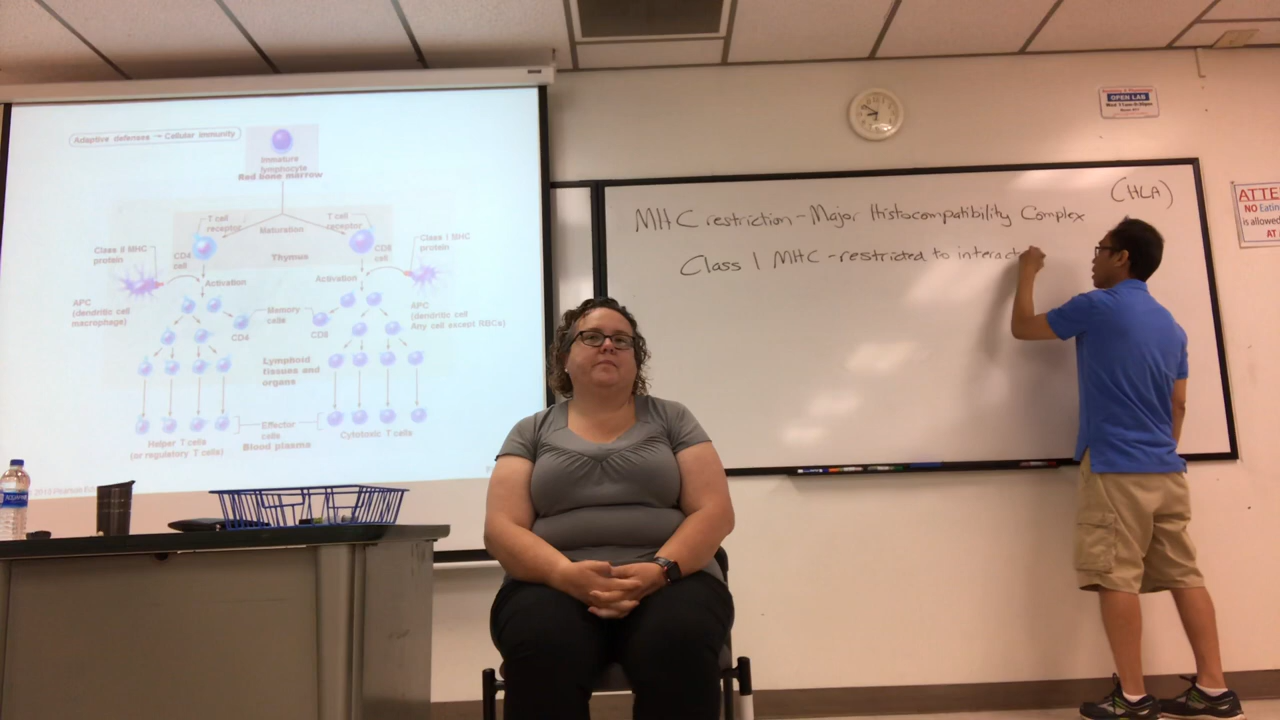 Adaptive defenses → Cellular immunity
Immature
lymphocyte
Red bone marrow
T cell
receptor
Maturation
T cell
receptor
Class II MHC
protein
CD4
cell
Thymus
CD8
cell
Class I MHC
protein
Activation
Activation
APC
(dendritic cell
macrophage)
Memory
cells
CD4
CD8
APC
(dendritic cell
Any cell except RBCs)
Lymphoid
tissues and
organs
Effector
cells
Blood plasma
Helper T cells
(or regulatory T cells)
Cytotoxic T cells
2013 Pearson
(HLA)
MHC restriction - Major Histocompatibility Complex
Class I MHC - restricted to interact
OPEN LAB
ATTE
NO Eatin
is allowed
AT